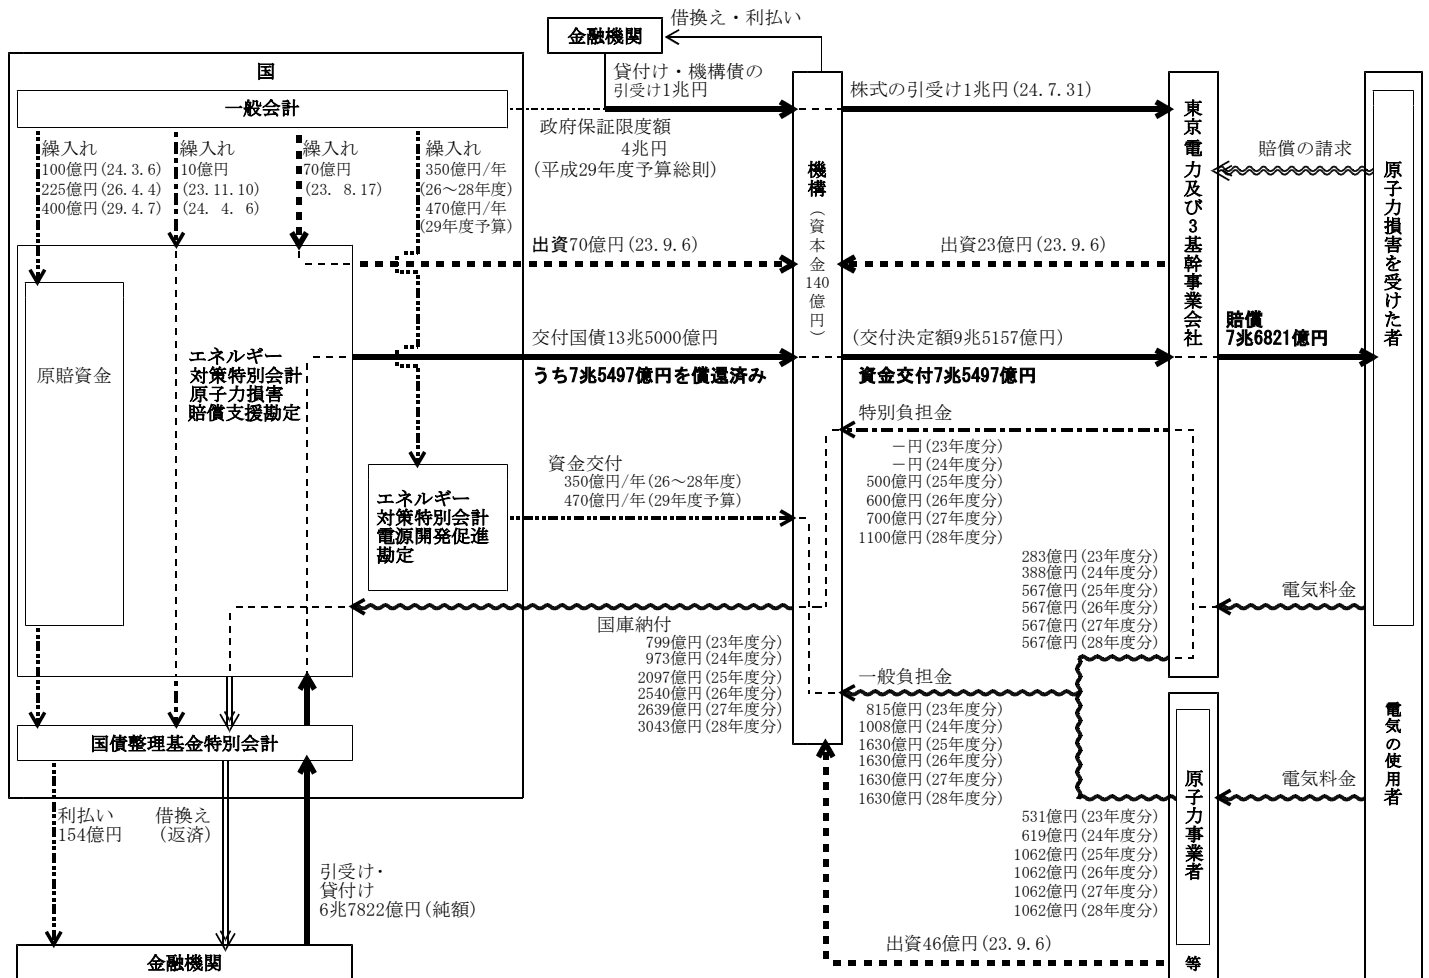 借換え・利払い
金融機関
国
一般会計
貸付け・機構債の
引受け1兆円
株式の引受け1兆円(24.7.31)
政府保証限度額
4兆円
(平成29年度予算総則)
繰入れ
100億円(24.3.6)
225億円(26.4.4)
400億円(29.4.7)
繰入れ
10億円
(23.11.10)
(24. 4. 6)
繰入れ
70億円
(23. 8.17)
繰入れ
350億円/年
(26～28年度)
470億円/年
(29年度予算)
機構(資本金140億円)
東京電力及び3基幹事業会社
賠償の請求
原子力損害を受けた者
出資70億円(23.9.6)
出資23億円(23.9.6)
原賠資金
エネルギー
対策特別会計
原子力損害
賠償支援勘定
交付国債13兆5000億円
うち7兆5497億円を償還済み
(交付決定額9兆5157億円)
資金交付7兆5497億円
賠償
7兆6821億円
特別負担金
－円(23年度分)
－円(24年度分)
500億円(25年度分)
600億円(26年度分)
700億円(27年度分)
1100億円(28年度分)
資金交付
350億円/年(26～28年度)
470億円/年(29年度予算)
エネルギー
対策特別会計
電源開発促進
勘定
283億円(23年度分)
388億円(24年度分)
567億円(25年度分)
567億円(26年度分)
567億円(27年度分)
567億円(28年度分)
電気料金
国庫納付
799億円(23年度分)
973億円(24年度分)
2097億円(25年度分)
2540億円(26年度分)
2639億円(27年度分)
3043億円(28年度分)
一般負担金
815億円(23年度分)
1008億円(24年度分)
1630億円(25年度分)
1630億円(26年度分)
1630億円(27年度分)
1630億円(28年度分)
電気の使用者
国債整理基金特別会計
原子力事業者
等
電気料金
531億円(23年度分)
619億円(24年度分)
1062億円(25年度分)
1062億円(26年度分)
1062億円(27年度分)
1062億円(28年度分)
利払い
154億円
借換え
(返済)
引受け・
貸付け
6兆7822億円(純額)
出資46億円(23.9.6)
金融機関